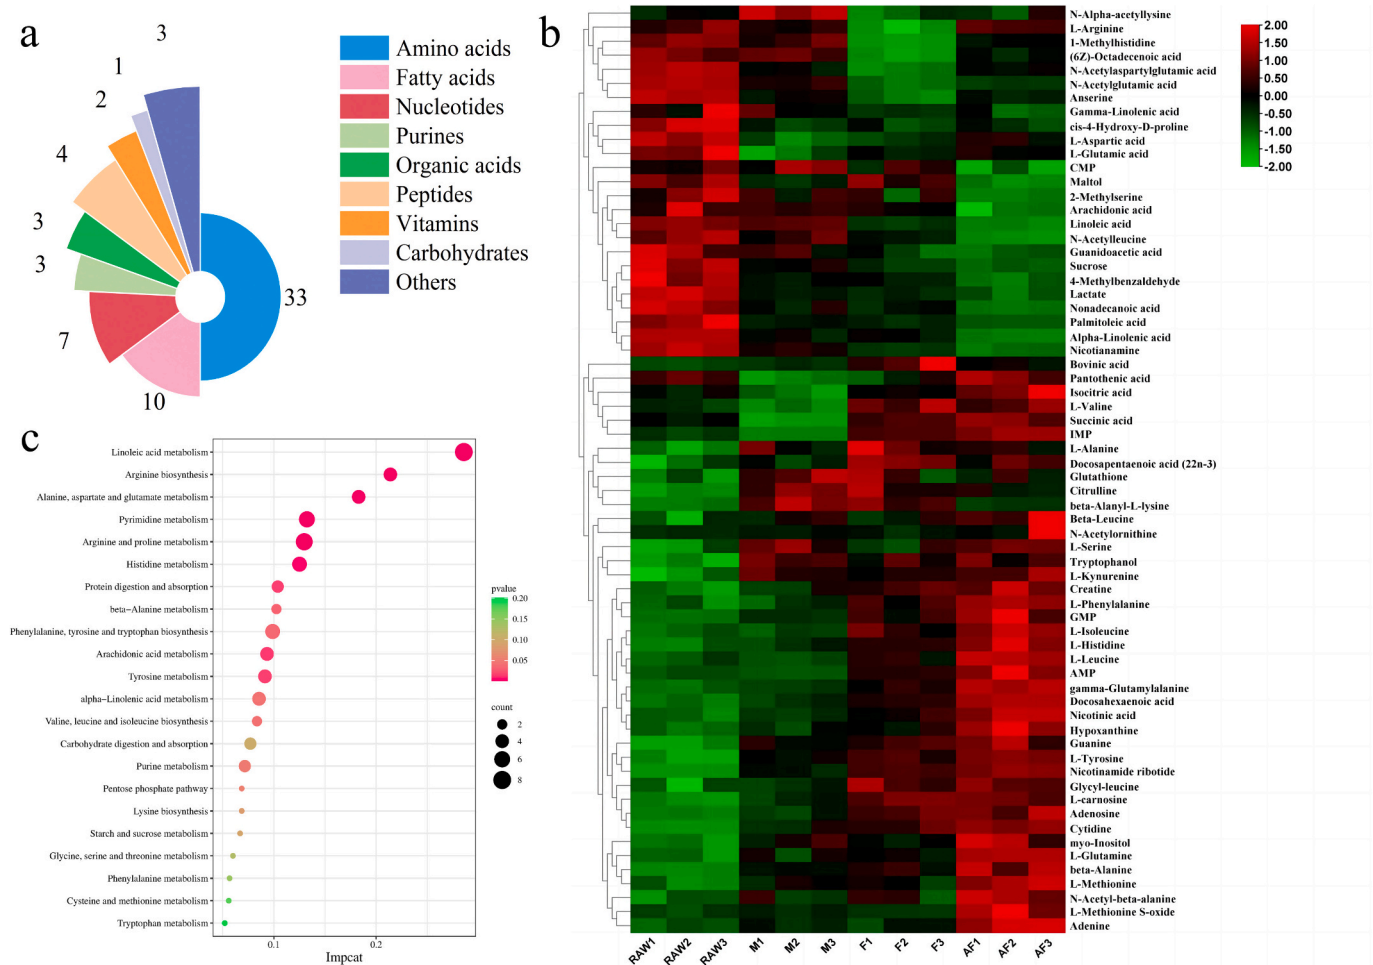 a
3
1
2
4
3
3
7
10
33
Amino acids
Fatty acids
Nucleotides
Purines
Organic acids
Peptides
Vitamins
Carbohydrates
Others
b
N-Alpha-acetyllysine
L-Arginine
1-Methylhistidine
(6Z)-Octadecenoic acid
N-Acetylaspartylglutamic acid
N-Acetylglutamic acid
Anserine
Gamma-Linolenic acid
cis-4-Hydroxy-D-proline
L-Aspartic acid
L-Glutamic acid
CMP
Maltol
2-Methylserine
Arachidonic acid
Linoleic acid
N-Acetylleucine
Guanidoacetic acid
Sucrose
4-Methylbenzaldehyde
Lactate
Nonadecanoic acid
Palmitoleic acid
Alpha-Linolenic acid
Nicotianamine
Bovinic acid
Pantothenic acid
Isocitric acid
L-Valine
Succinic acid
IMP
L-Alanine
Docosapentaenoic acid (22n-3)
Glutathione
Citrulline
beta-Alanyl-L-lysine
Beta-Leucine
N-Acetylornithine
L-Serine
Tryptophanol
L-Kynurenine
Creatine
L-Phenylalanine
GMP
L-Isoleucine
L-Histidine
L-Leucine
AMP
gamma-Glutamylalanine
Docosahexaenoic acid
Nicotinic acid
Hypoxanthine
Guanine
L-Tyrosine
Nicotinamide ribotide
Glycyl-leucine
L-carnosine
Adenosine
Cytidine
myo-Inositol
L-Glutamine
beta-Alanine
L-Methionine
N-Acetyl-beta-alanine
L-Methionine S-oxide
Adenine
2.00
1.50
1.00
0.50
0.00
-0.50
-1.00
-1.50
-2.00
RAW1 RAW2 RAW3 M1 M2 M3 F1 F2 F3 AF1 AF2 AF3
c
Linoleic acid metabolism
Arginine biosynthesis
Alanine, aspartate and glutamate metabolism
Pyrimidine metabolism
Arginine and proline metabolism
Histidine metabolism
Protein digestion and absorption
beta-Alanine metabolism
Phenylalanine, tyrosine and tryptophan biosynthesis
Arachidonic acid metabolism
Tyrosine metabolism
alpha-Linolenic acid metabolism
Valine, leucine and isoleucine biosynthesis
Carbohydrate digestion and absorption
Purine metabolism
Pentose phosphate pathway
Lysine biosynthesis
Starch and sucrose metabolism
Glycine, serine and threonine metabolism
Phenylalanine metabolism
Cysteine and methionine metabolism
Tryptophan metabolism
0.1 0.2
Impcat
pvalue
0.20
0.15
0.10
0.05
count
2
4
6
8